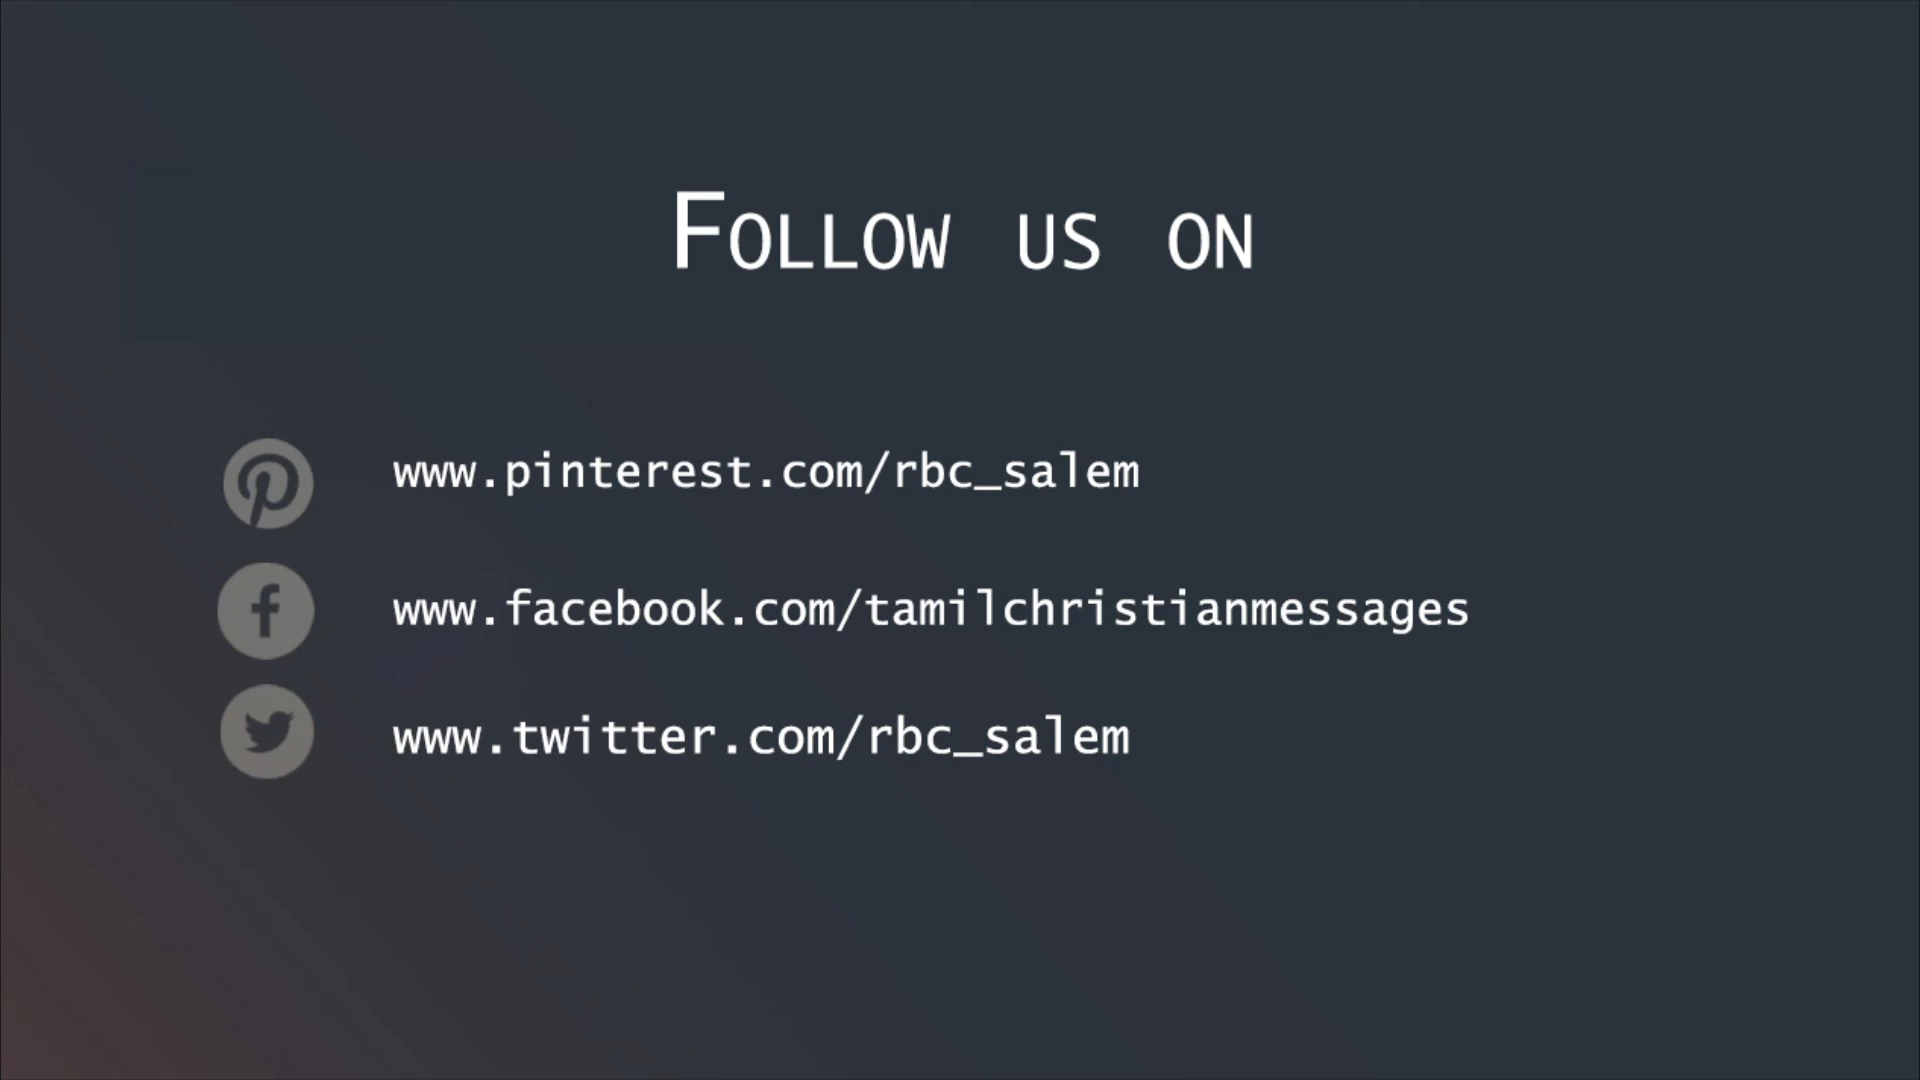 Follow us on
www.pinterest.com/rbc_salem
www.facebook.com/tamilchristianmessages
www.twitter.com/rbc_salem